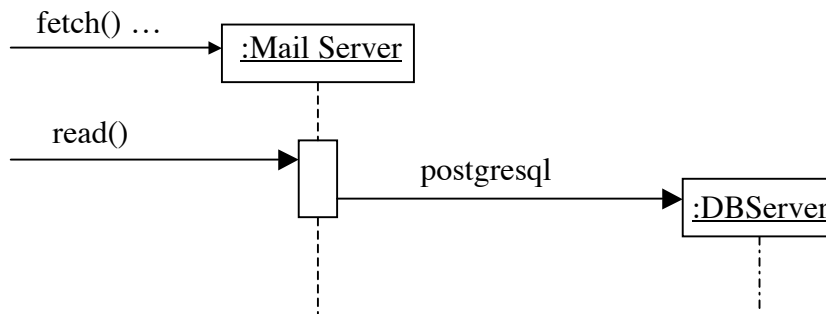 fetch() …
:Mail Server
read()
postgresql
:DBServer